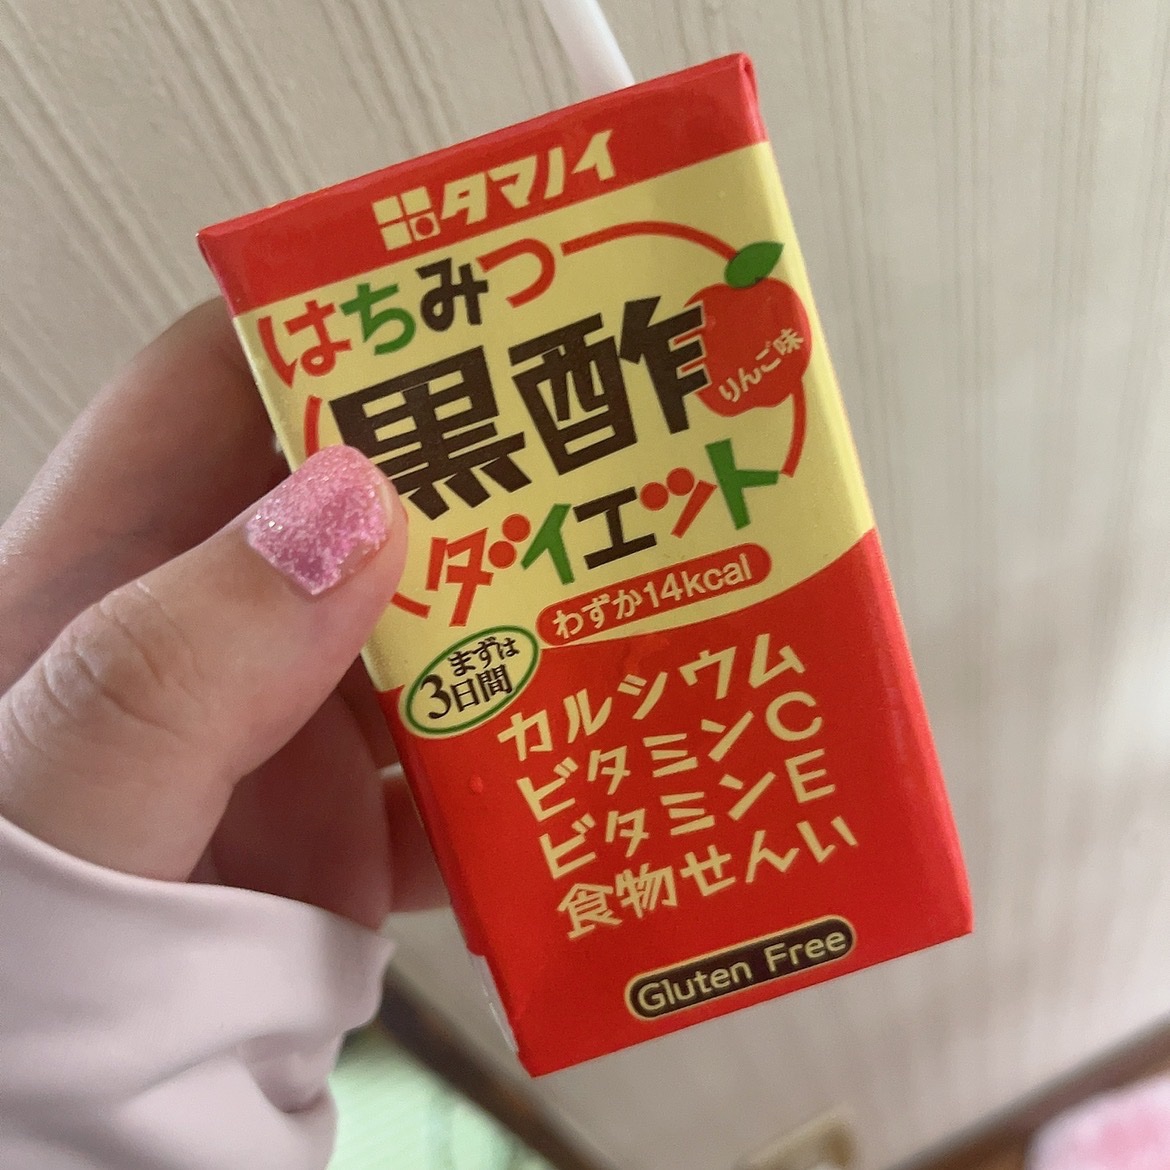 タマノイ
はちみつ
黒酢
りんご味
ダイエット
わずか14kcal
まずは
3日間
カルシウム
ビタミンC
ビタミンE
食物せんい
Gluten Free